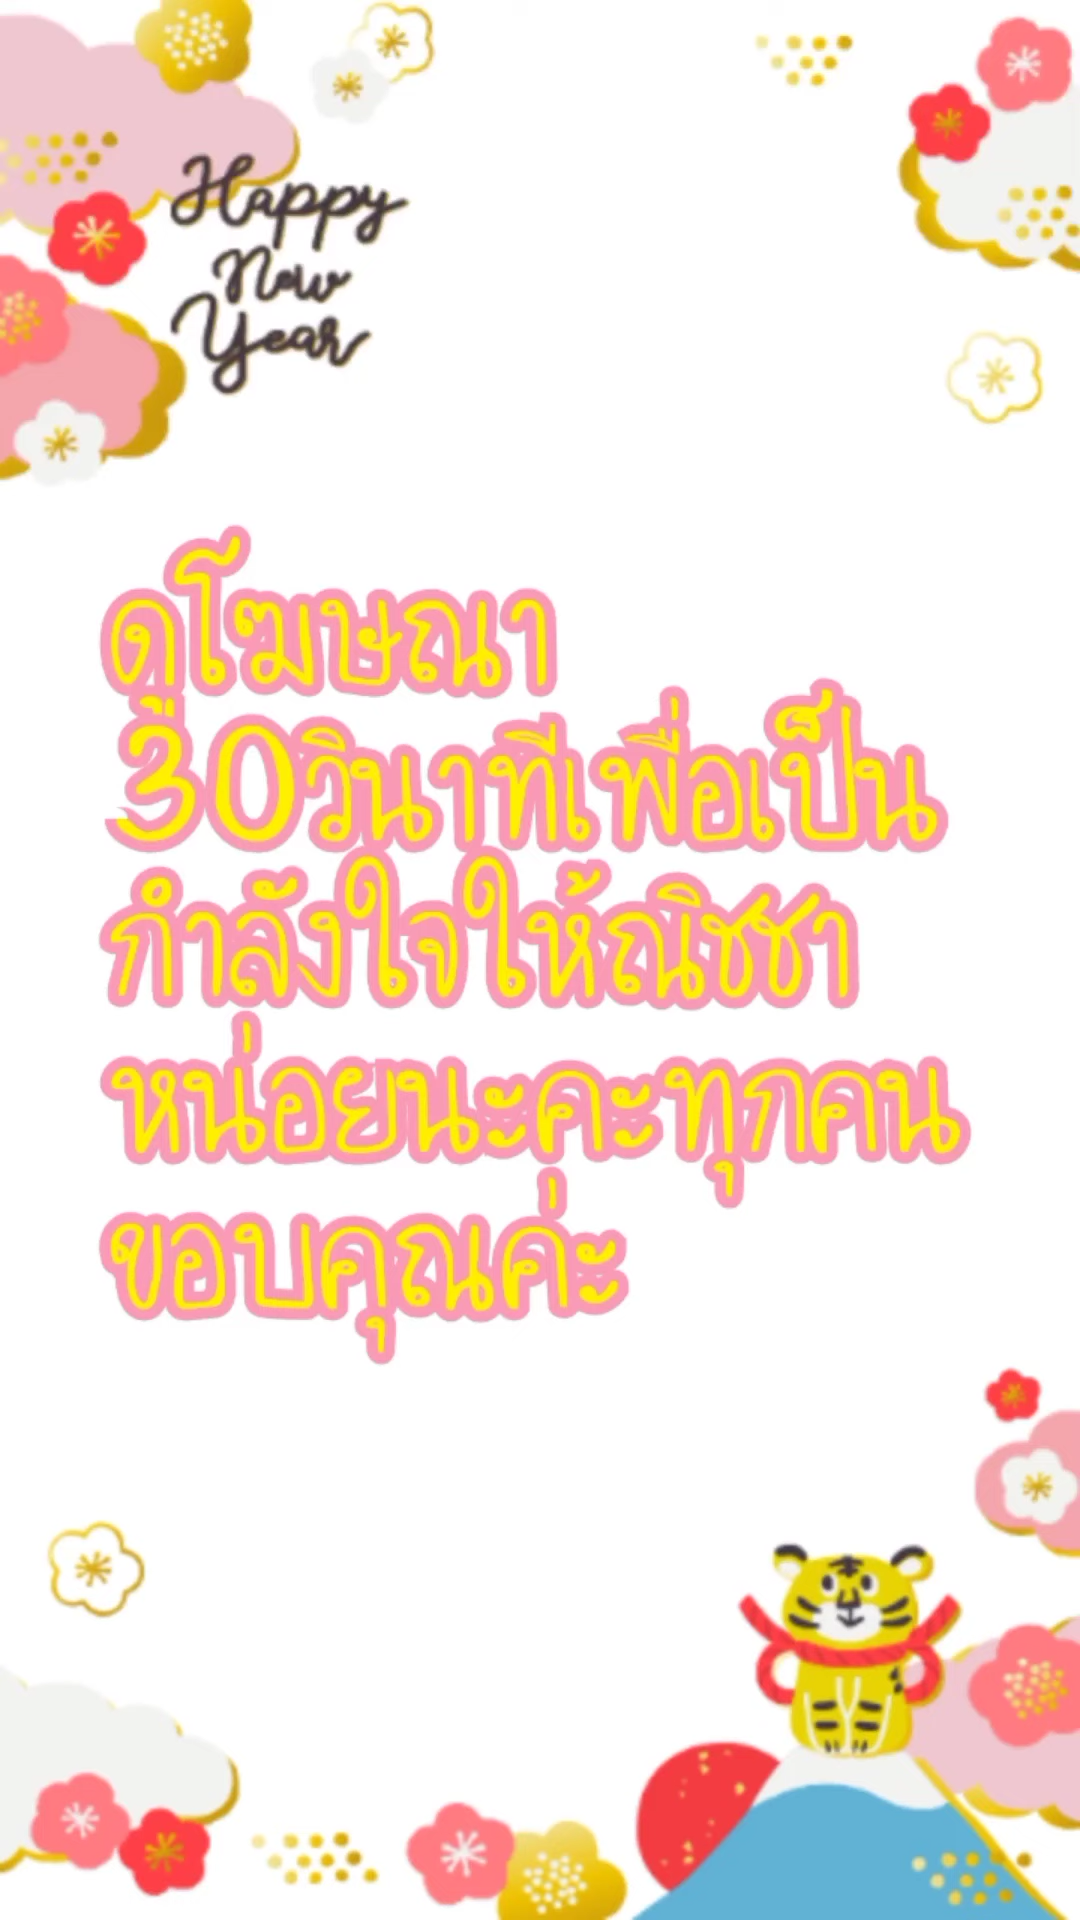 Happy
New
Year
ดูโฆษณา
30วินาทีเพื่อเป็น
กำลังใจให้ณิชชา
หน่อยนะคะทุกคน
ขอบคุณค่ะ